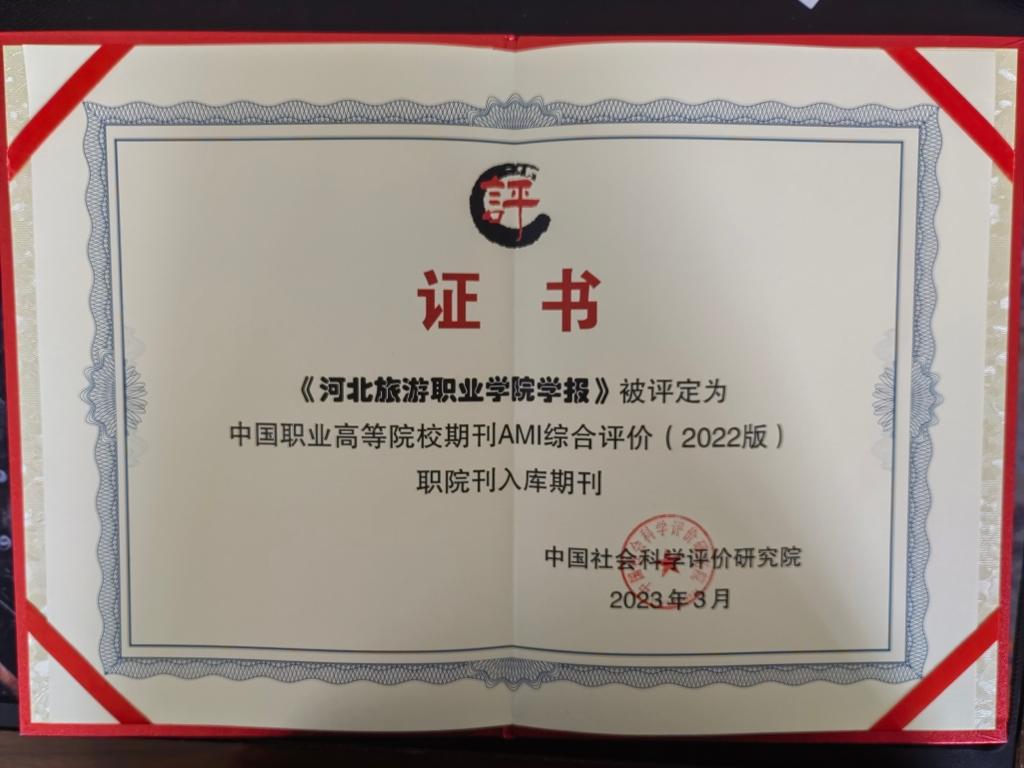 評
证 书
《河北旅游职业学院学报》被评定为
中国职业高等院校期刊AMI综合评价（2022版）
职院刊入库期刊
中国社会科学评价研究院
2023年3月